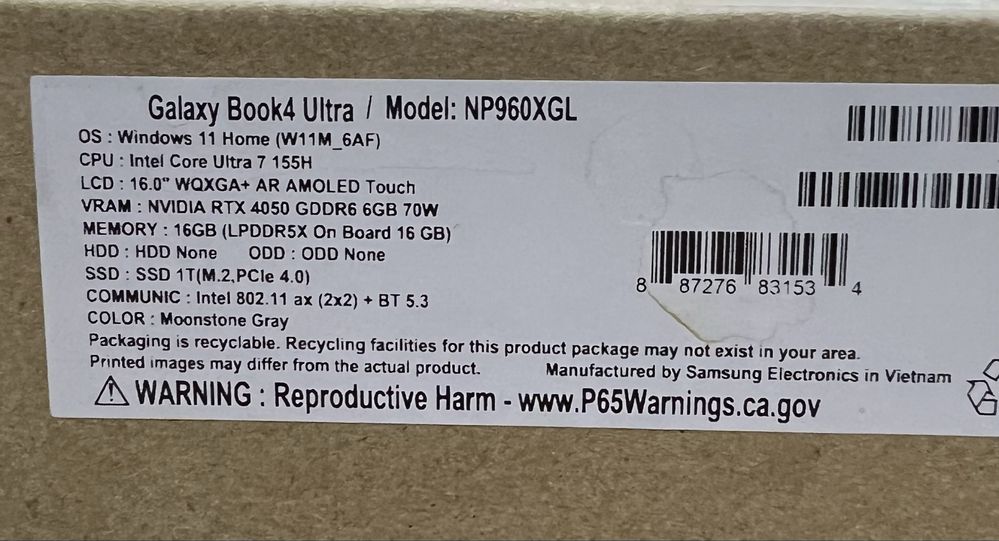 Galaxy Book4 Ultra / Model: NP960XGL
OS : Windows 11 Home (W11M_6AF)
CPU : Intel Core Ultra 7 155H
LCD : 16.0" WQXGA+ AR AMOLED Touch
VRAM : NVIDIA RTX 4050 GDDR6 6GB 70W
MEMORY : 16GB (LPDDR5X On Board 16 GB)
HDD : HDD None ODD : ODD None
SSD : SSD 1T(M.2,PCIe 4.0)
COMMUNIC : Intel 802.11 ax (2x2) + BT 5.3
COLOR : Moonstone Gray
8 87276 83153 4
Packaging is recyclable. Recycling facilities for this product package may not exist in your area.
Printed images may differ from the actual product. Manufactured by Samsung Electronics in Vietnam
WARNING : Reproductive Harm - www.P65Warnings.ca.gov